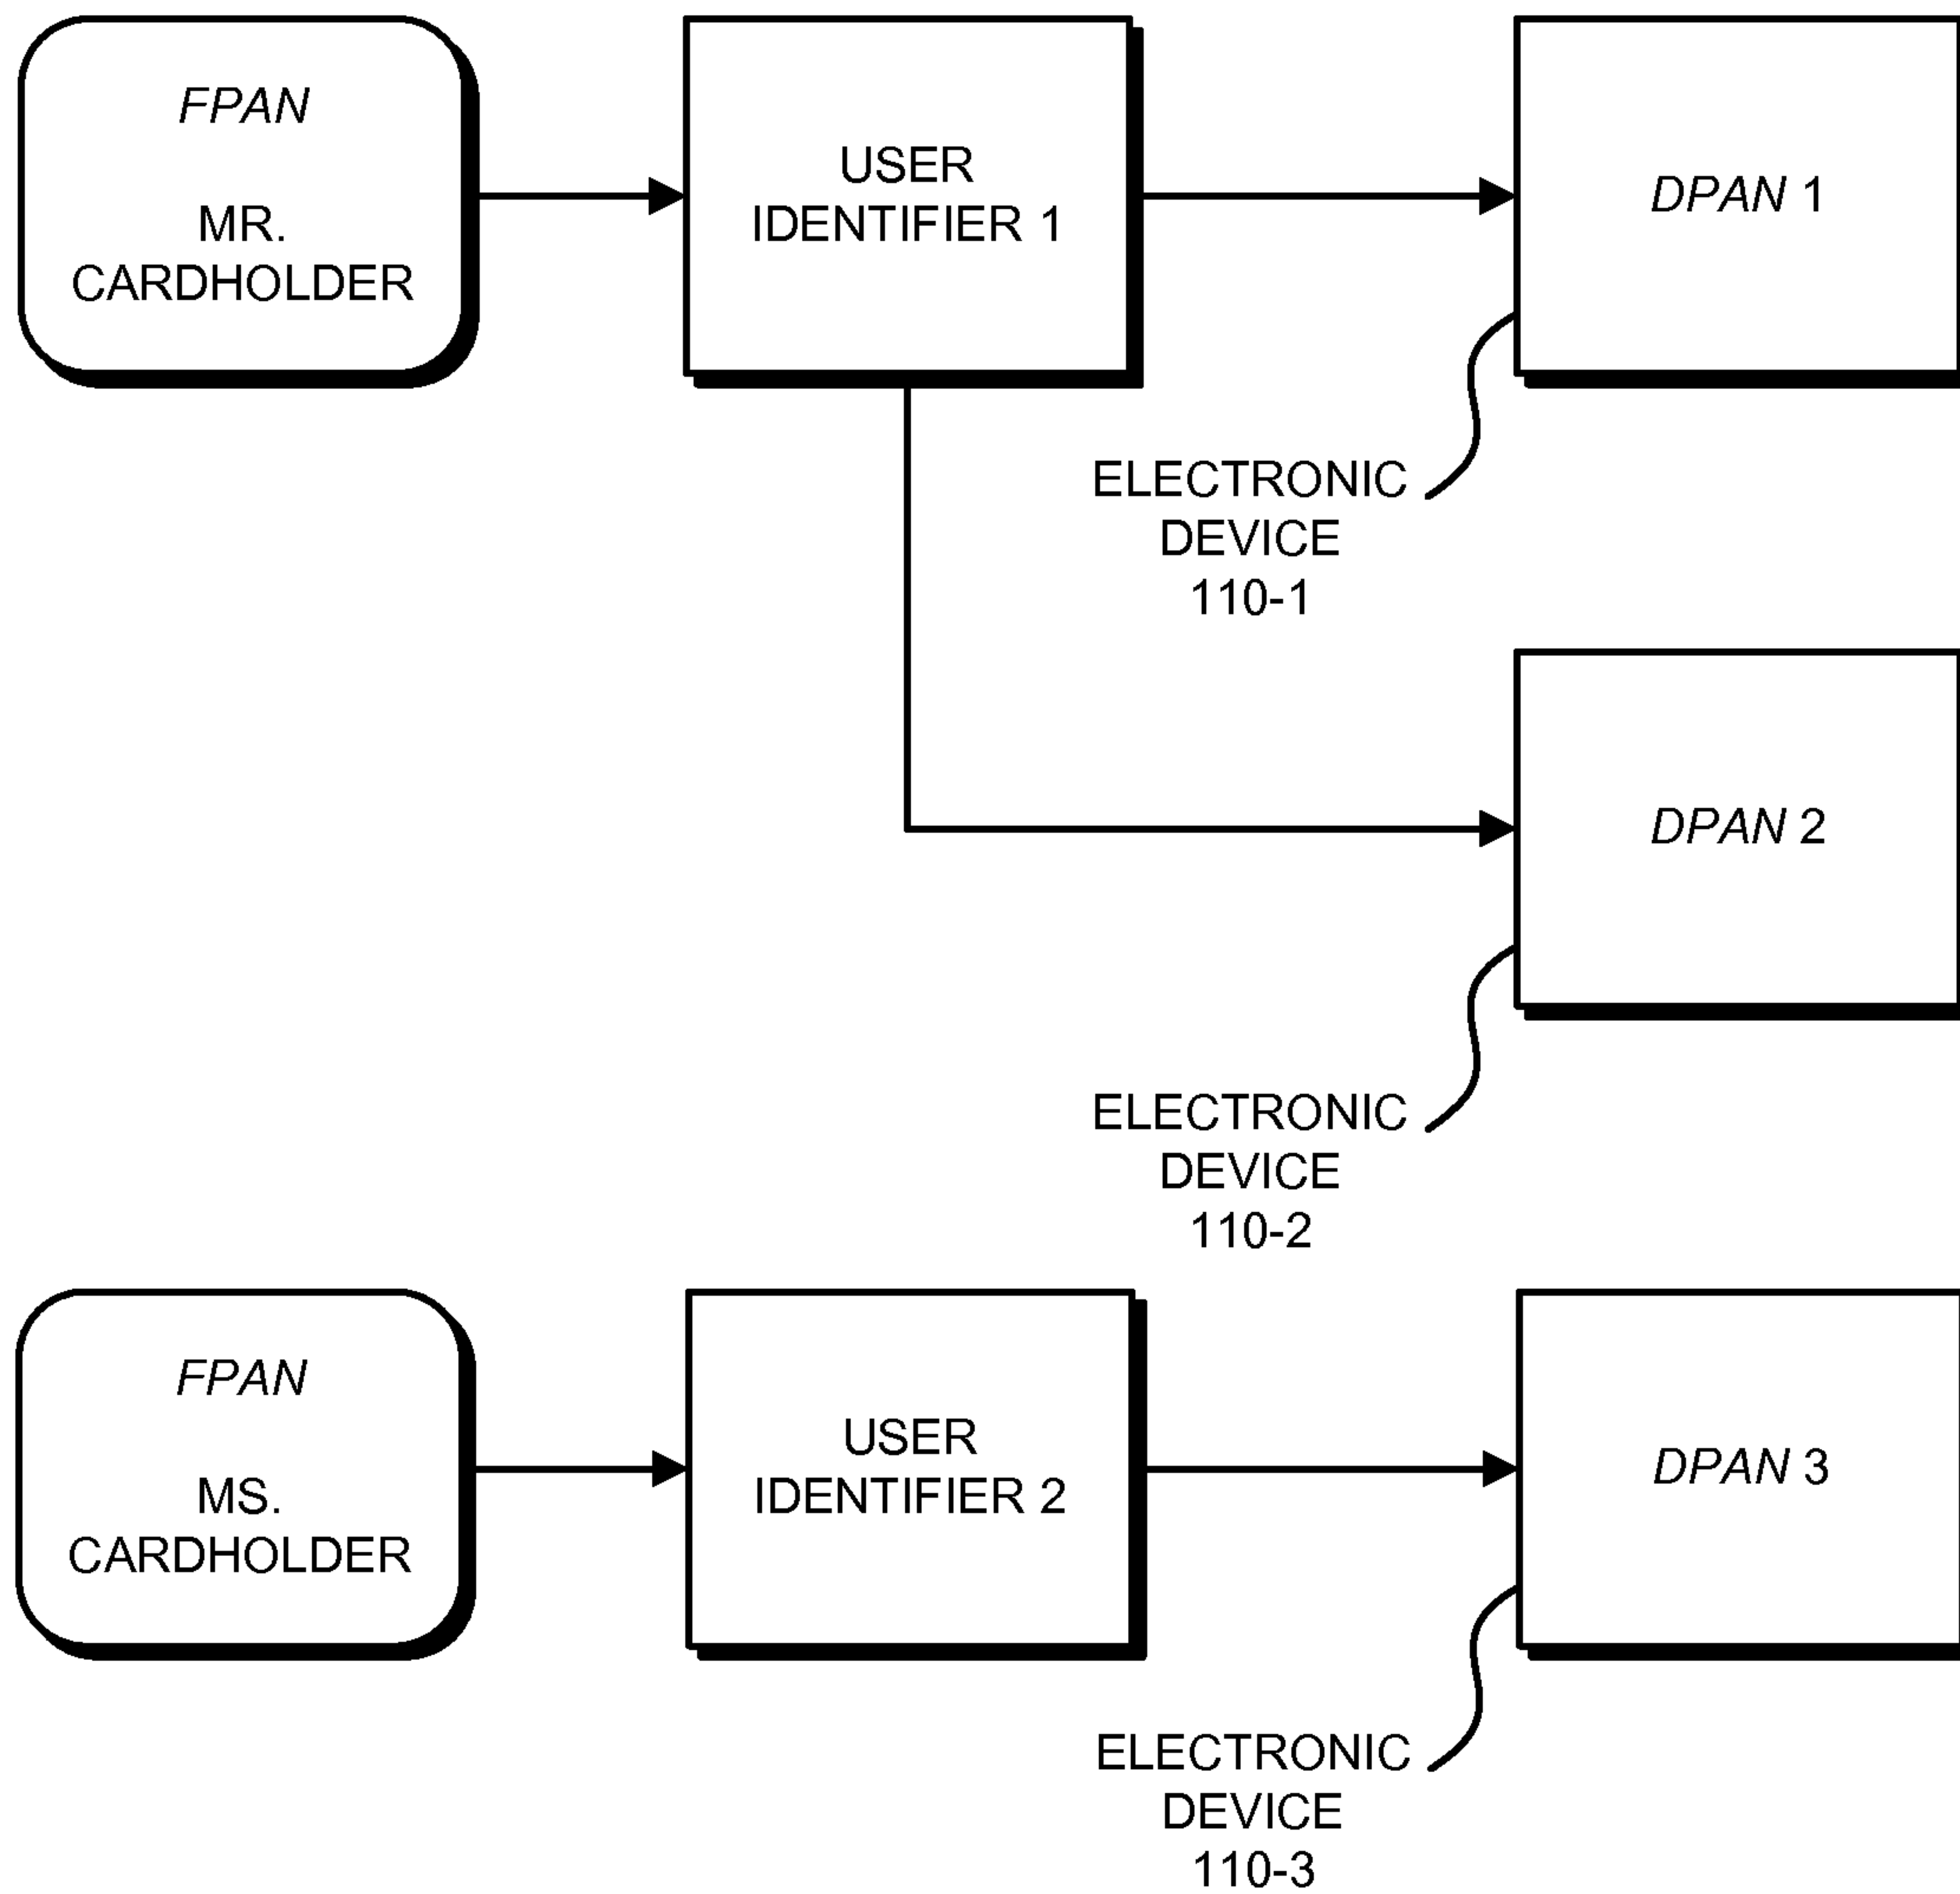 FPAN
MR.
CARDHOLDER
USER
IDENTIFIER 1
DPAN 1
ELECTRONIC
DEVICE
110-1
DPAN 2
ELECTRONIC
DEVICE
110-2
FPAN
MS.
CARDHOLDER
USER
IDENTIFIER 2
DPAN 3
ELECTRONIC
DEVICE
110-3